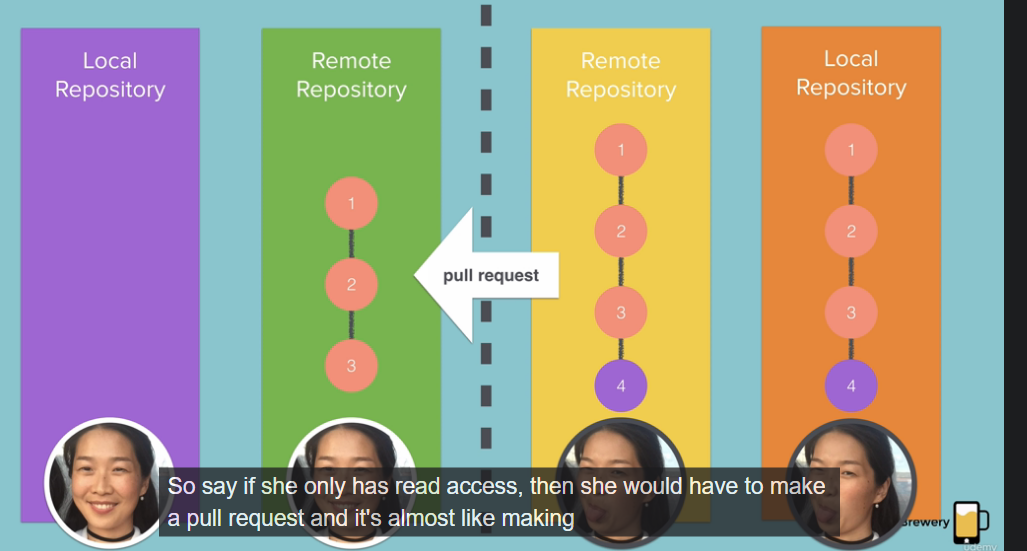 Local
Repository
Remote
Repository
Remote
Repository
Local
Repository
1
2
3
pull request
1
2
3
4
1
2
3
4
So say if she only has read access, then she would have to make
a pull request and it's almost like making
Brewery
Udemy